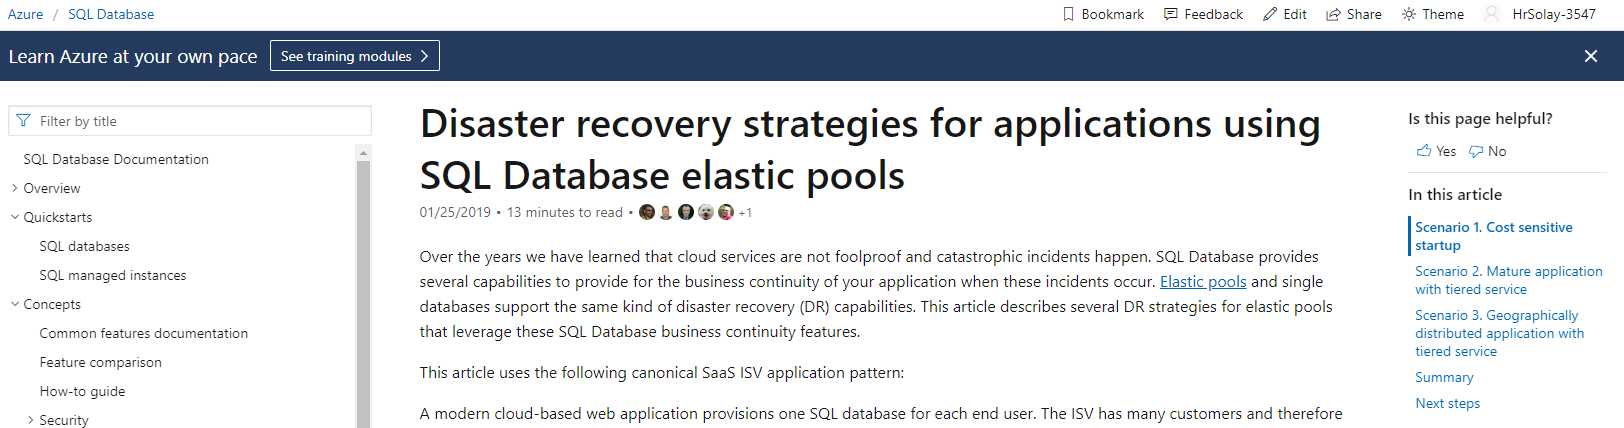 Azure / SQL Database
Bookmark Feedback Edit Share Theme HrSolay-3547
Learn Azure at your own pace See training modules
Filter by title
SQL Database Documentation
Overview
Quickstarts
SQL databases
SQL managed instances
Concepts
Common features documentation
Feature comparison
How-to guide
Security
Disaster recovery strategies for applications using
SQL Database elastic pools
01/25/2019 • 13 minutes to read • +1
Over the years we have learned that cloud services are not foolproof and catastrophic incidents happen. SQL Database provides
several capabilities to provide for the business continuity of your application when these incidents occur. Elastic pools and single
databases support the same kind of disaster recovery (DR) capabilities. This article describes several DR strategies for elastic pools
that leverage these SQL Database business continuity features.
This article uses the following canonical SaaS ISV application pattern:
A modern cloud-based web application provisions one SQL database for each end user. The ISV has many customers and therefore
Is this page helpful?
Yes No
In this article
Scenario 1. Cost sensitive
startup
Scenario 2. Mature application
with tiered service
Scenario 3. Geographically
distributed application with
tiered service
Summary
Next steps